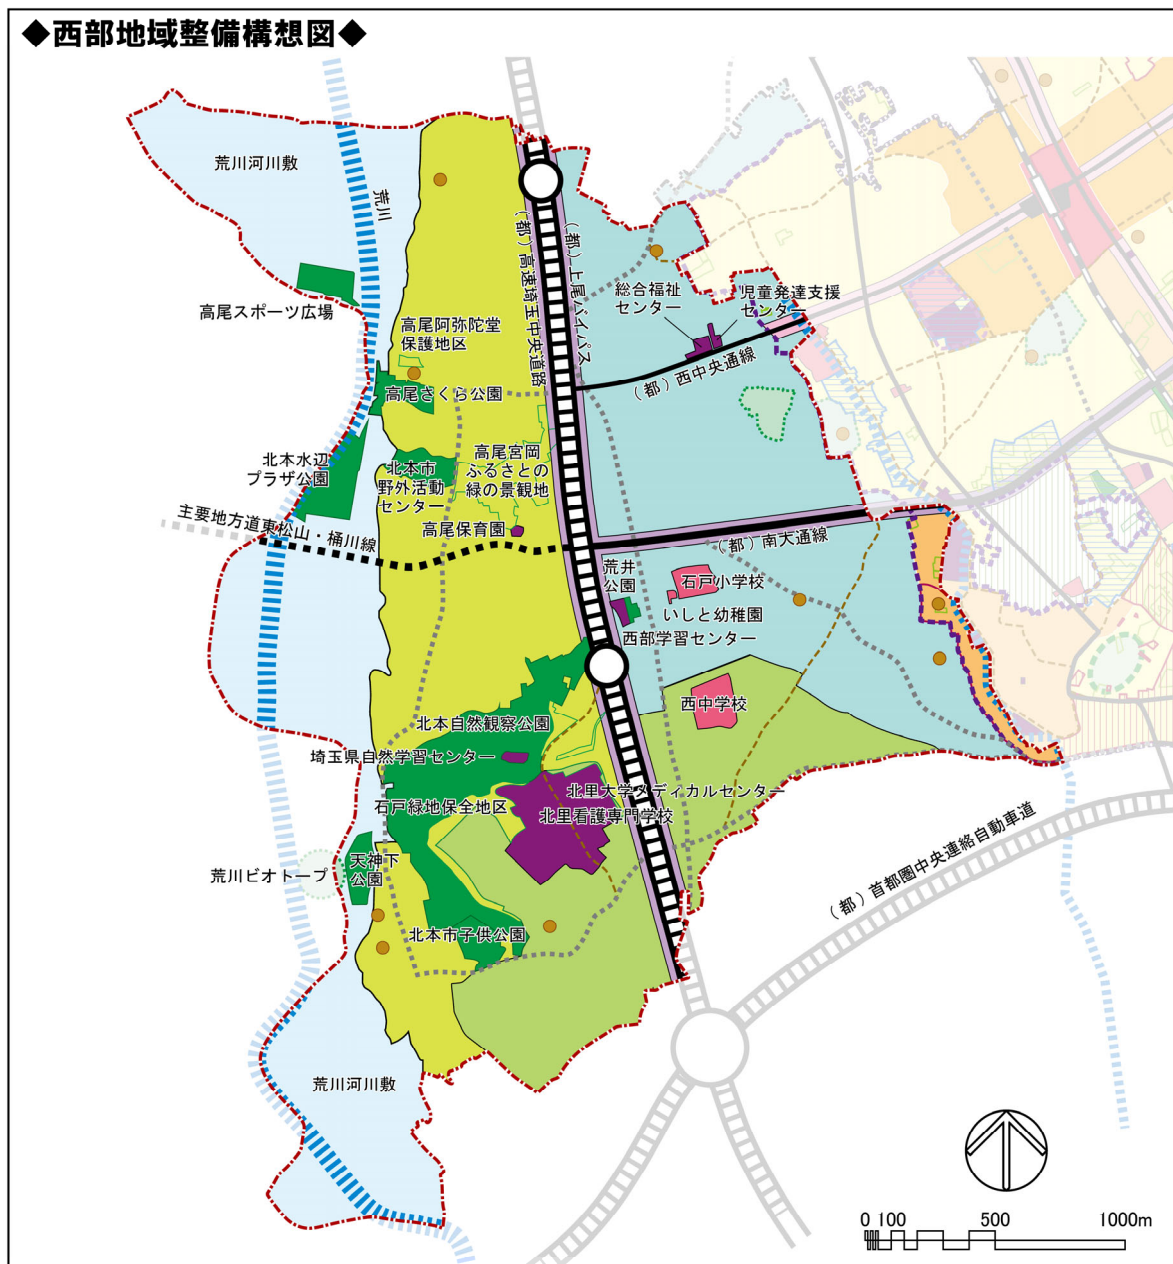 ◆西部地域整備構想図◆
荒川河川敷
荒川
高尾スポーツ広場
高尾阿弥陀堂
保護地区
高尾さくら公園
(都)高速埼玉中央道路
(都)上尾バイパス
総合福祉
センター
児童発達支援
センター
(都)西中央通線
北本水辺
プラザ公園
北本市
野外活動
センター
高尾宮岡
ふるさとの
緑の景観地
高尾保育園
主要地方道東松山・桶川線
(都)南大通線
荒井
公園
石戸小学校
いしと幼稚園
西部学習センター
西中学校
北本自然観察公園
埼玉県自然学習センター
石戸緑地保全地区
北里大学メディカルセンター
北里看護専門学校
荒川ビオトープ
天神下
公園
北本市子供公園
(都)首都圏中央連絡自動車道
荒川河川敷
0 100 500 1000m